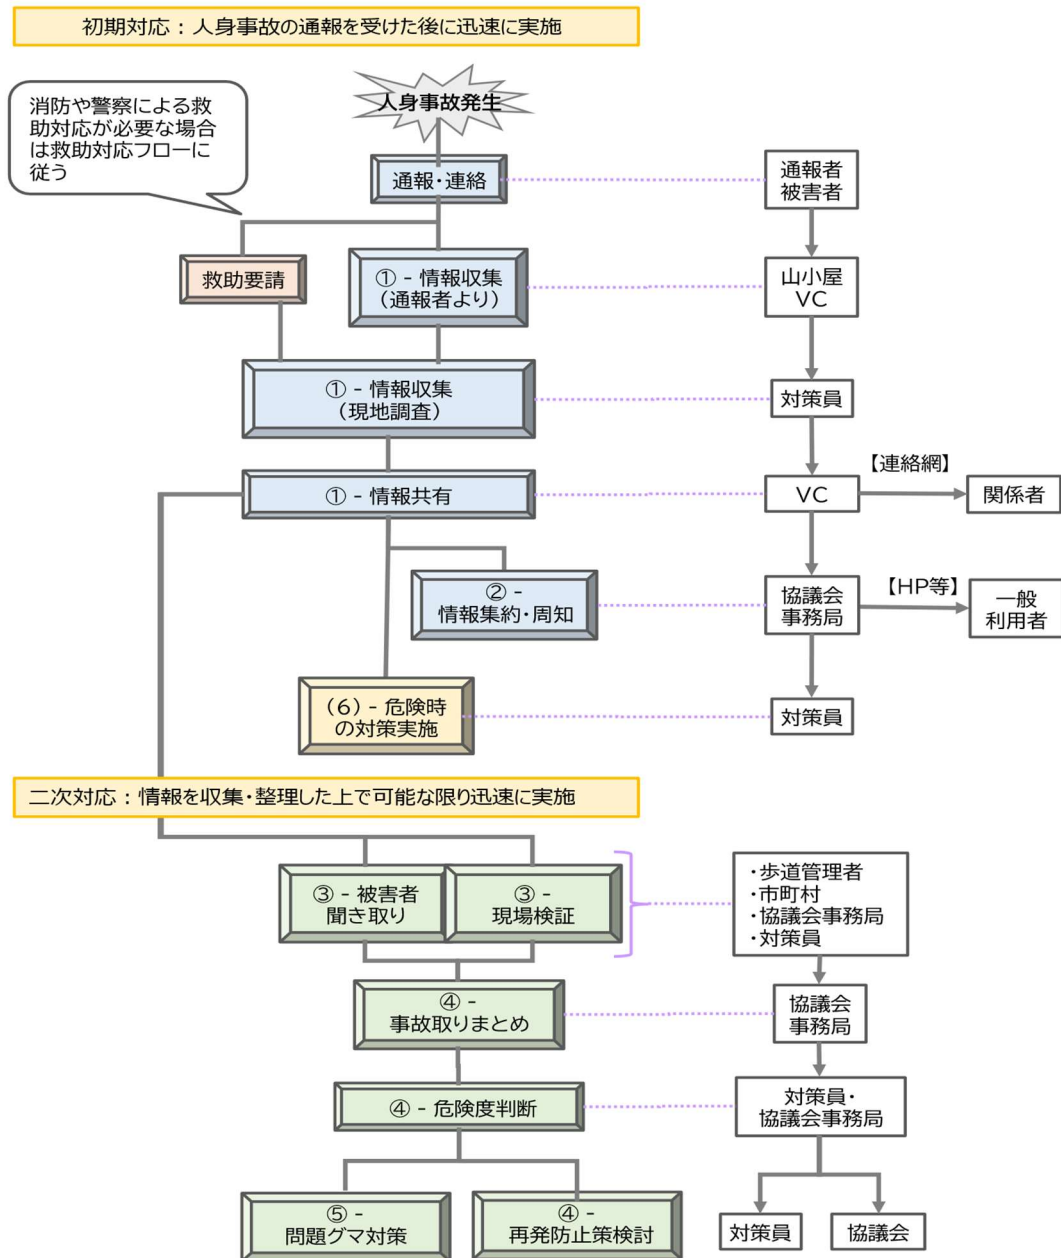 初期対応：人身事故の通報を受けた後に迅速に実施
人身事故発生
消防や警察による救
助対応が必要な場合
は救助対応フローに
従う
通報・連絡
通報者
被害者
救助要請
① - 情報収集
（通報者より）
山小屋
VC
① - 情報収集
（現地調査）
対策員
① - 情報共有
VC
【連絡網】
関係者
② -
情報集約・周知
協議会
事務局
【HP等】
一般
利用者
（6） - 危険時
の対策実施
対策員
二次対応：情報を収集・整理した上で可能な限り迅速に実施
③ - 被害者
聞き取り
③ -
現場検証
・歩道管理者
・市町村
・協議会事務局
・対策員
④ -
事故取りまとめ
協議会
事務局
④ - 危険度判断
対策員・
協議会事務局
⑤ -
問題グマ対策
④ -
再発防止策検討
対策員
協議会